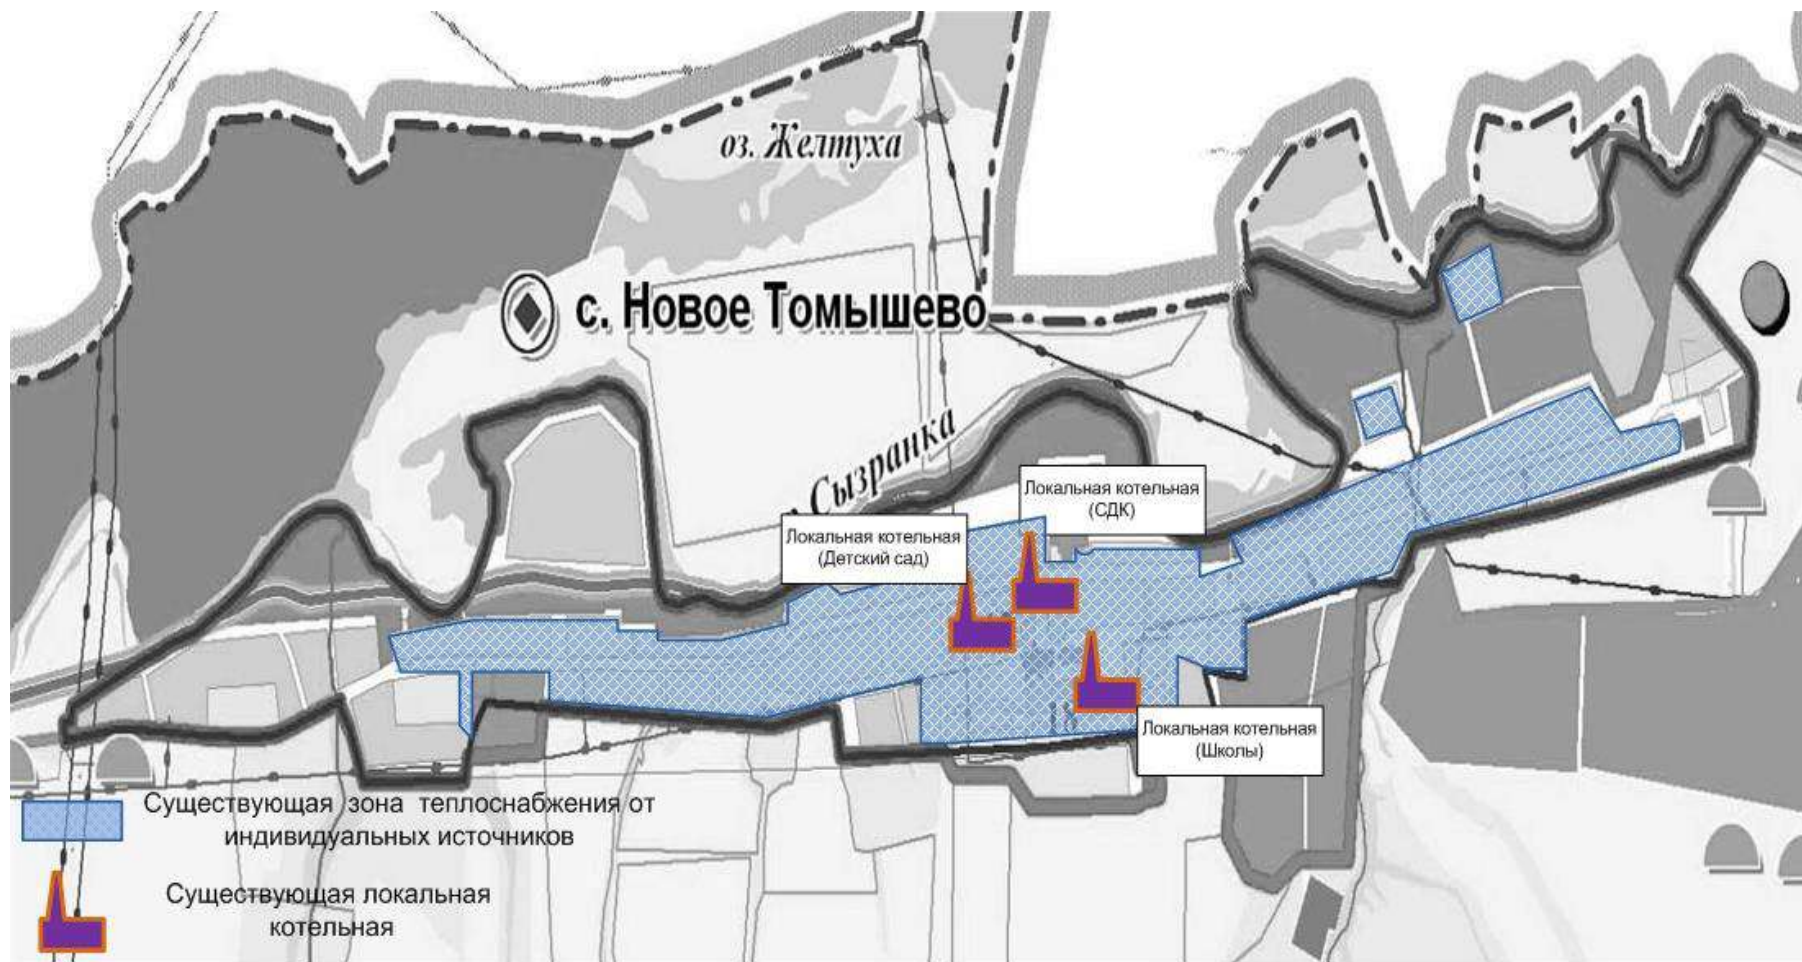 оз. Желтуха
с. Новое Томышево
Сызранка
Локальная котельная
(СДК)
Локальная котельная
(Детский сад)
Локальная котельная
(Школы)
Существующая зона теплоснабжения от
индивидуальных источников
Существующая локальная
котельная